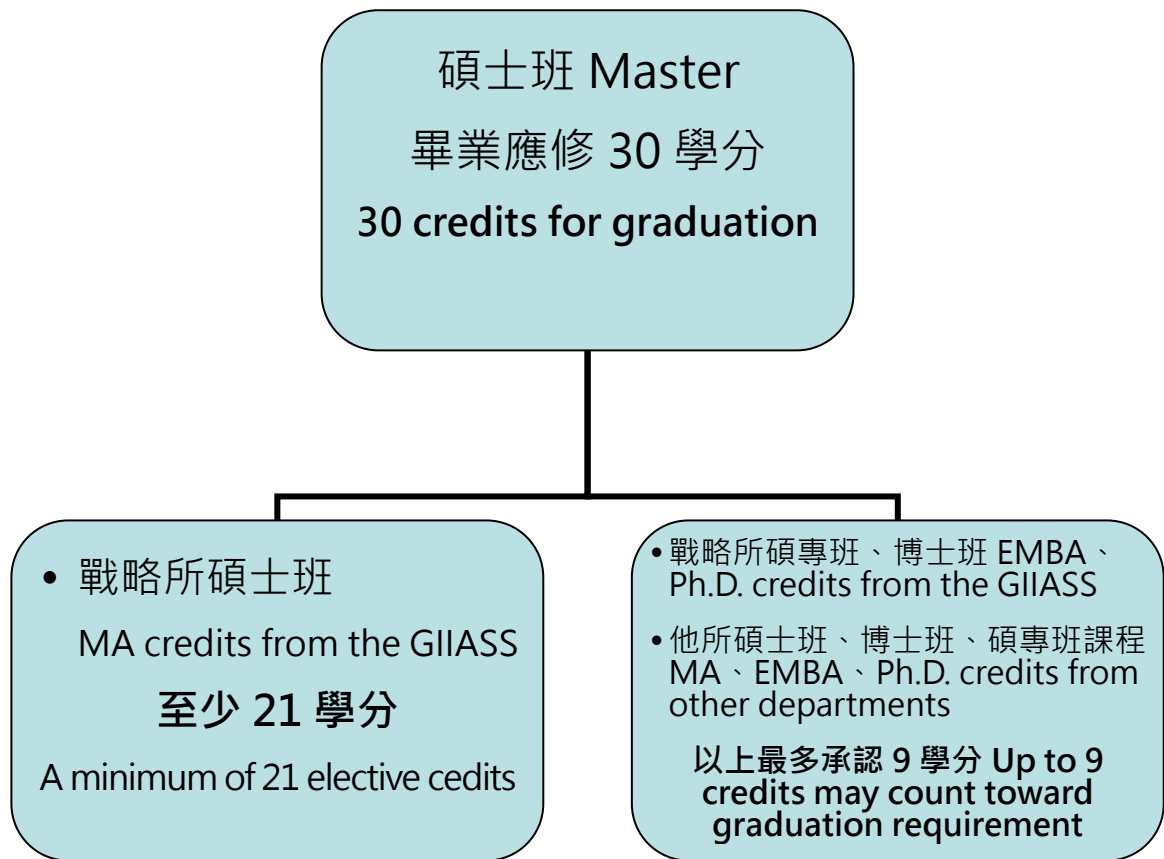 碩士班 Master
畢業應修 30 學分
30 credits for graduation
• 戰略所碩士班
MA credits from the GIIASS
至少 21 學分
A minimum of 21 elective cedits
• 戰略所碩專班、博士班 EMBA、
Ph.D. credits from the GIIASS
• 他所碩士班、博士班、碩專班課程
MA、EMBA、Ph.D. credits from
other departments
以上最多承認 9 學分 Up to 9
credits may count toward
graduation requirement